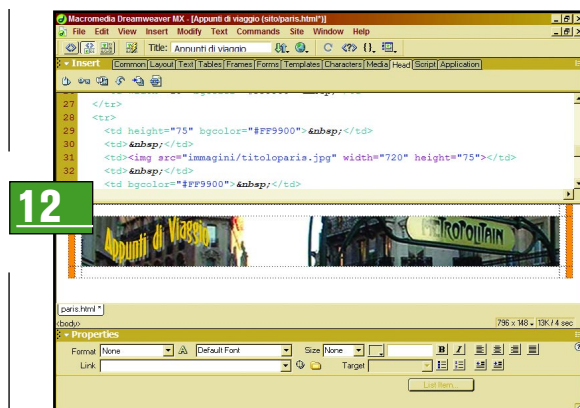 Macromedia Dreamweaver MX - [Appunti di viaggio (sito/paris.html*)]
File Edit View Insert Modify Text Commands Site Window Help
Title: Appunti di viaggio
Insert Common Layout Text Tables Frames Forms Templates Characters Media Head Script Application
27 </tr>
28 <tr>
29 <td height="75" bgcolor="#FF9900">&nbsp;</td>
30 <td>&nbsp;</td>
31 <td><img src="immagini/titoloparis.jpg" width="720" height="75"></td>
32 <td>&nbsp;</td>
<td bgcolor="#FF9900">&nbsp;</td>
12
Appunti di Viaggio
METROPOLITAIN
paris.html*
<body>
796 x 148 13K / 4 sec
Properties
Format None Default Font Size None B I
Link Target
List Item...